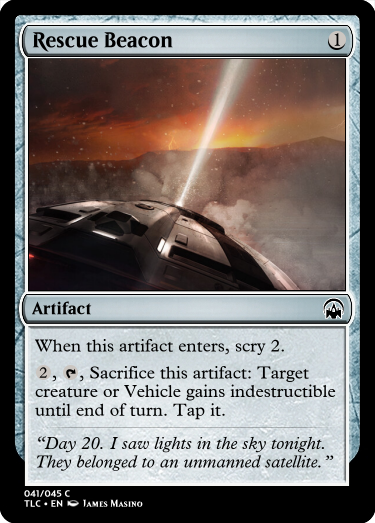 Rescue Beacon 1
Artifact
When this artifact enters, scry 2.
2, , Sacrifice this artifact: Target
creature or Vehicle gains indestructible
until end of turn. Tap it.
“Day 20. I saw lights in the sky tonight.
They belonged to an unmanned satellite.”
041/045 C
TLC • EN James Masino